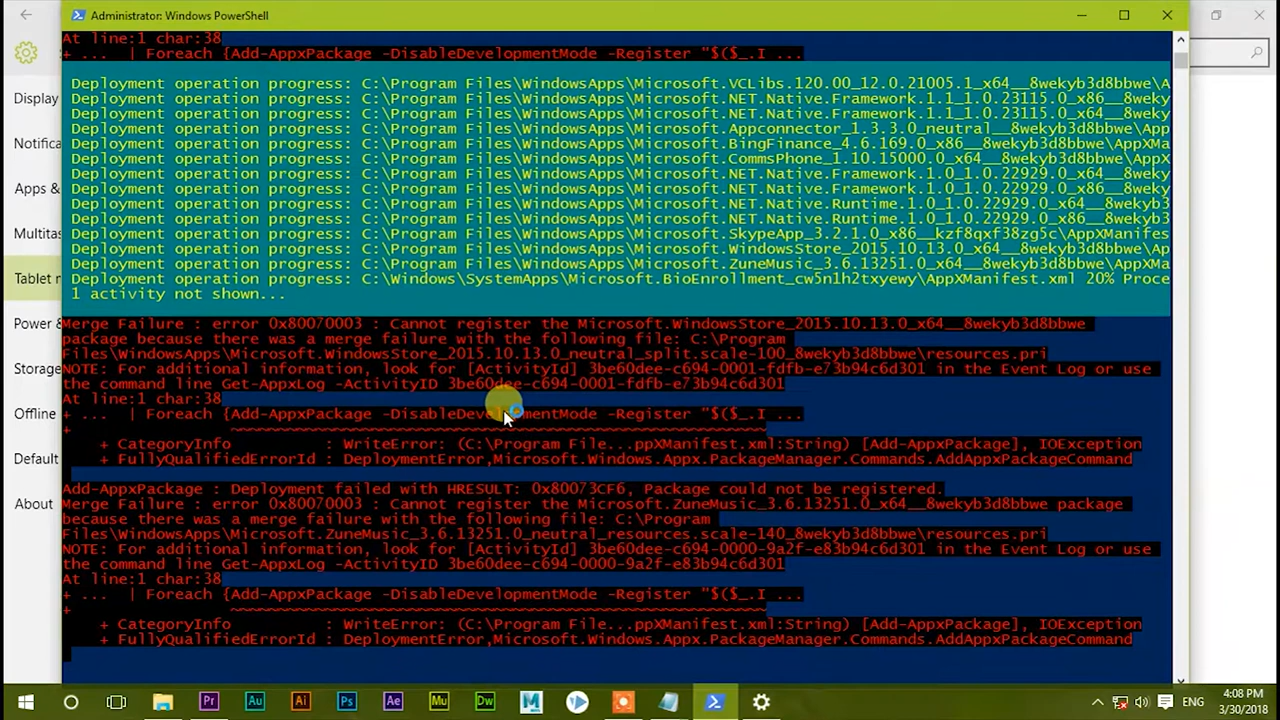 Administrator: Windows PowerShell
At line:1 char:38
+ ...  | Foreach {Add-AppxPackage -DisableDevelopmentMode -Register "$($_.I ...
Deployment operation progress: C:\Program Files\WindowsApps\Microsoft.VCLibs.120.00_12.0.21005.1_x64__8wekyb3d8bbwe\A
Deployment operation progress: C:\Program Files\WindowsApps\Microsoft.NET.Native.Framework.1.1_1.0.23115.0_x86__8weky
Deployment operation progress: C:\Program Files\WindowsApps\Microsoft.NET.Native.Framework.1.1_1.0.23115.0_x64__8weky
Deployment operation progress: C:\Program Files\WindowsApps\Microsoft.Appconnector_1.3.3.0_neutral__8wekyb3d8bbwe\App
Deployment operation progress: C:\Program Files\WindowsApps\Microsoft.BingFinance_4.6.169.0_x86__8wekyb3d8bbwe\AppXMa
Deployment operation progress: C:\Program Files\WindowsApps\Microsoft.CommsPhone_1.10.15000.0_x64__8wekyb3d8bbwe\AppX
Deployment operation progress: C:\Program Files\WindowsApps\Microsoft.NET.Native.Framework.1.0_1.0.22929.0_x64__8weky
Deployment operation progress: C:\Program Files\WindowsApps\Microsoft.NET.Native.Framework.1.0_1.0.22929.0_x86__8weky
Deployment operation progress: C:\Program Files\WindowsApps\Microsoft.NET.Native.Runtime.1.0_1.0.22929.0_x64__8wekyb3
Deployment operation progress: C:\Program Files\WindowsApps\Microsoft.NET.Native.Runtime.1.0_1.0.22929.0_x86__8wekyb3
Deployment operation progress: C:\Program Files\WindowsApps\Microsoft.SkypeApp_3.2.1.0_x86__kzf8qxf38zg5c\AppXManifes
Deployment operation progress: C:\Program Files\WindowsApps\Microsoft.WindowsStore_2015.10.13.0_x64__8wekyb3d8bbwe\Ap
Deployment operation progress: C:\Program Files\WindowsApps\Microsoft.ZuneMusic_3.6.13251.0_x64__8wekyb3d8bbwe\AppXMa
Deployment operation progress: C:\Windows\SystemApps\Microsoft.BioEnrollment_cw5n1h2txyewy\AppXManifest.xml 20% Proce
1 activity not shown...
Merge Failure : error 0x80070003 : Cannot register the Microsoft.WindowsStore_2015.10.13.0_x64__8wekyb3d8bbwe
package because there was a merge failure with the following file: C:\Program
Files\WindowsApps\Microsoft.WindowsStore_2015.10.13.0_neutral_split.scale-100_8wekyb3d8bbwe\resources.pri
NOTE: For additional information, look for [ActivityId] 3be60dee-c694-0001-fdfb-e73b94c6d301 in the Event Log or use
the command line Get-AppxLog -ActivityID 3be60dee-c694-0001-fdfb-e73b94c6d301
At line:1 char:38
+ ...  | Foreach {Add-AppxPackage -DisableDevelopmentMode -Register "$($_.I ...
+ ~~~~~~~~~~~~~~~~~~~~~~~~~~~~~~~~~~~~~~~~~~~~~~~~~~~~~~~~~
+ CategoryInfo : WriteError: (C:\Program File...ppXManifest.xml:String) [Add-AppxPackage], IOException
+ FullyQualifiedErrorId : DeploymentError,Microsoft.Windows.Appx.PackageManager.Commands.AddAppxPackageCommand
Add-AppxPackage : Deployment failed with HRESULT: 0x80073CF6, Package could not be registered.
Merge Failure : error 0x80070003 : Cannot register the Microsoft.ZuneMusic_3.6.13251.0_x64__8wekyb3d8bbwe package
because there was a merge failure with the following file: C:\Program
Files\WindowsApps\Microsoft.ZuneMusic_3.6.13251.0_neutral_resources.scale-140_8wekyb3d8bbwe\resources.pri
NOTE: For additional information, look for [ActivityId] 3be60dee-c694-0000-9a2f-e83b94c6d301 in the Event Log or use
the command line Get-AppxLog -ActivityID 3be60dee-c694-0000-9a2f-e83b94c6d301
At line:1 char:38
+ ...  | Foreach {Add-AppxPackage -DisableDevelopmentMode -Register "$($_.I ...
+ ~~~~~~~~~~~~~~~~~~~~~~~~~~~~~~~~~~~~~~~~~~~~~~~~~~~~~~~~~
+ CategoryInfo : WriteError: (C:\Program File...ppXManifest.xml:String) [Add-AppxPackage], IOException
+ FullyQualifiedErrorId : DeploymentError,Microsoft.Windows.Appx.PackageManager.Commands.AddAppxPackageCommand
Display
Notifica
Apps &
Multitas
Tablet
Power &
Storage
Offline
Default
About
Pr Au Ai Ps Ae Mu Dw M
ENG
4:08 PM
3/30/2018